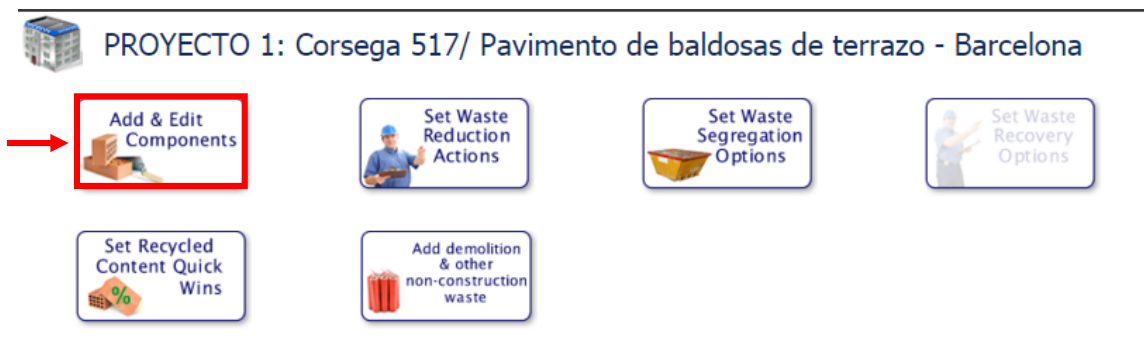 PROYECTO 1: Corsega 517/ Pavimento de baldosas de terrazo - Barcelona
Add & Edit
Components
Set Waste
Reduction
Actions
Set Waste
Segregation
Options
Set Waste
Recovery
Options
Set Recycled
Content Quick
Wins
%
Add demolition
& other
non-construction
waste